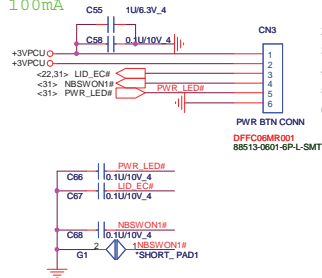 100mA
C55 1U/6.3V_4
CN3
C58 0.1U/10V_4
+3VPCU
+3VPCU
<22,31> LID_EC#
<31> NBSWON1#
<31> PWR_LED# PWR_LED#
1
2
3
4
5
6
PWR BTN CONN
DFFC06MR001
88513-0601-6P-L-SMT
PWR_LED#
C66 0.1U/10V_4
LID_EC#
C67 0.1U/10V_4
NBSWON1#
C68 0.1U/10V_4
2 1 NBSWON1#
G1 *SHORT_ PAD1